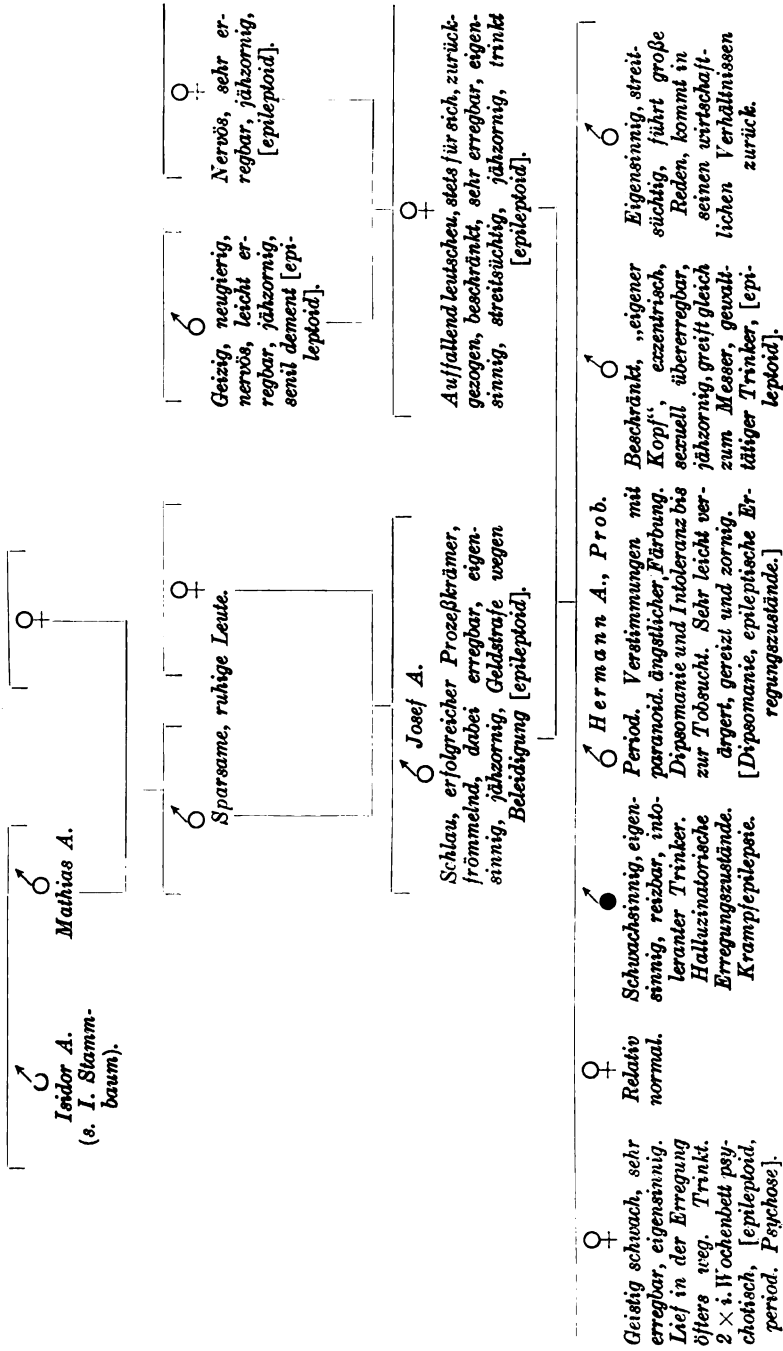 Isidor A.
(s. I. Stamm-
baum).
Mathias A.
Sparsame, ruhige Leute.
Geizig, neugierig,
nervös, leicht er-
regbar, jähzornig,
senil dement [epi-
leptoid].
Nervös, sehr er-
regbar, jähzornig,
[epileptoid].
Josef A.
Schlau, erfolgreicher Prozeßkrämer,
frömmelnd, dabei erregbar, eigen-
sinnig, jähzornig, Geldstrafe wegen
Beleidigung [epileptoid].
Auffallend leutscheu, stets für sich, zurück-
gezogen, beschränkt, sehr erregbar, eigen-
sinnig, streitsüchtig, jähzornig, trinkt
[epileptoid].
Geistig schwach, sehr
erregbar, eigensinnig.
Lief in der Erregung
öfters weg. Trinkt.
2 × i. Wochenbett psy-
chotisch, [epileptoid,
period. Psychose].
Relativ
normal.
Schwachsinnig, eigen-
sinnig, reizbar, into-
leranter Trinker.
Halluzinatorische
Erregungszustände.
Krampfepilepsie.
Hermann A., Prob.
Period. Verstimmungen mit
paranoid. ängstlicher Färbung.
Dipsomanie und Intoleranz bis
zur Tobsucht. Sehr leicht ver-
ärgert, gereizt und zornig.
[Dipsomanie, epileptische Er-
regungszustände.]
Beschränkt, „eigener
Kopf“, exzentrisch,
sexuell übererregbar,
jähzornig, greift gleich
zum Messer, gewalt-
tätiger Trinker, [epi-
leptoid].
Eigensinnig, streit-
süchtig, führt große
Reden, kommt in
seinen wirtschaft-
lichen Verhältnissen
zurück.